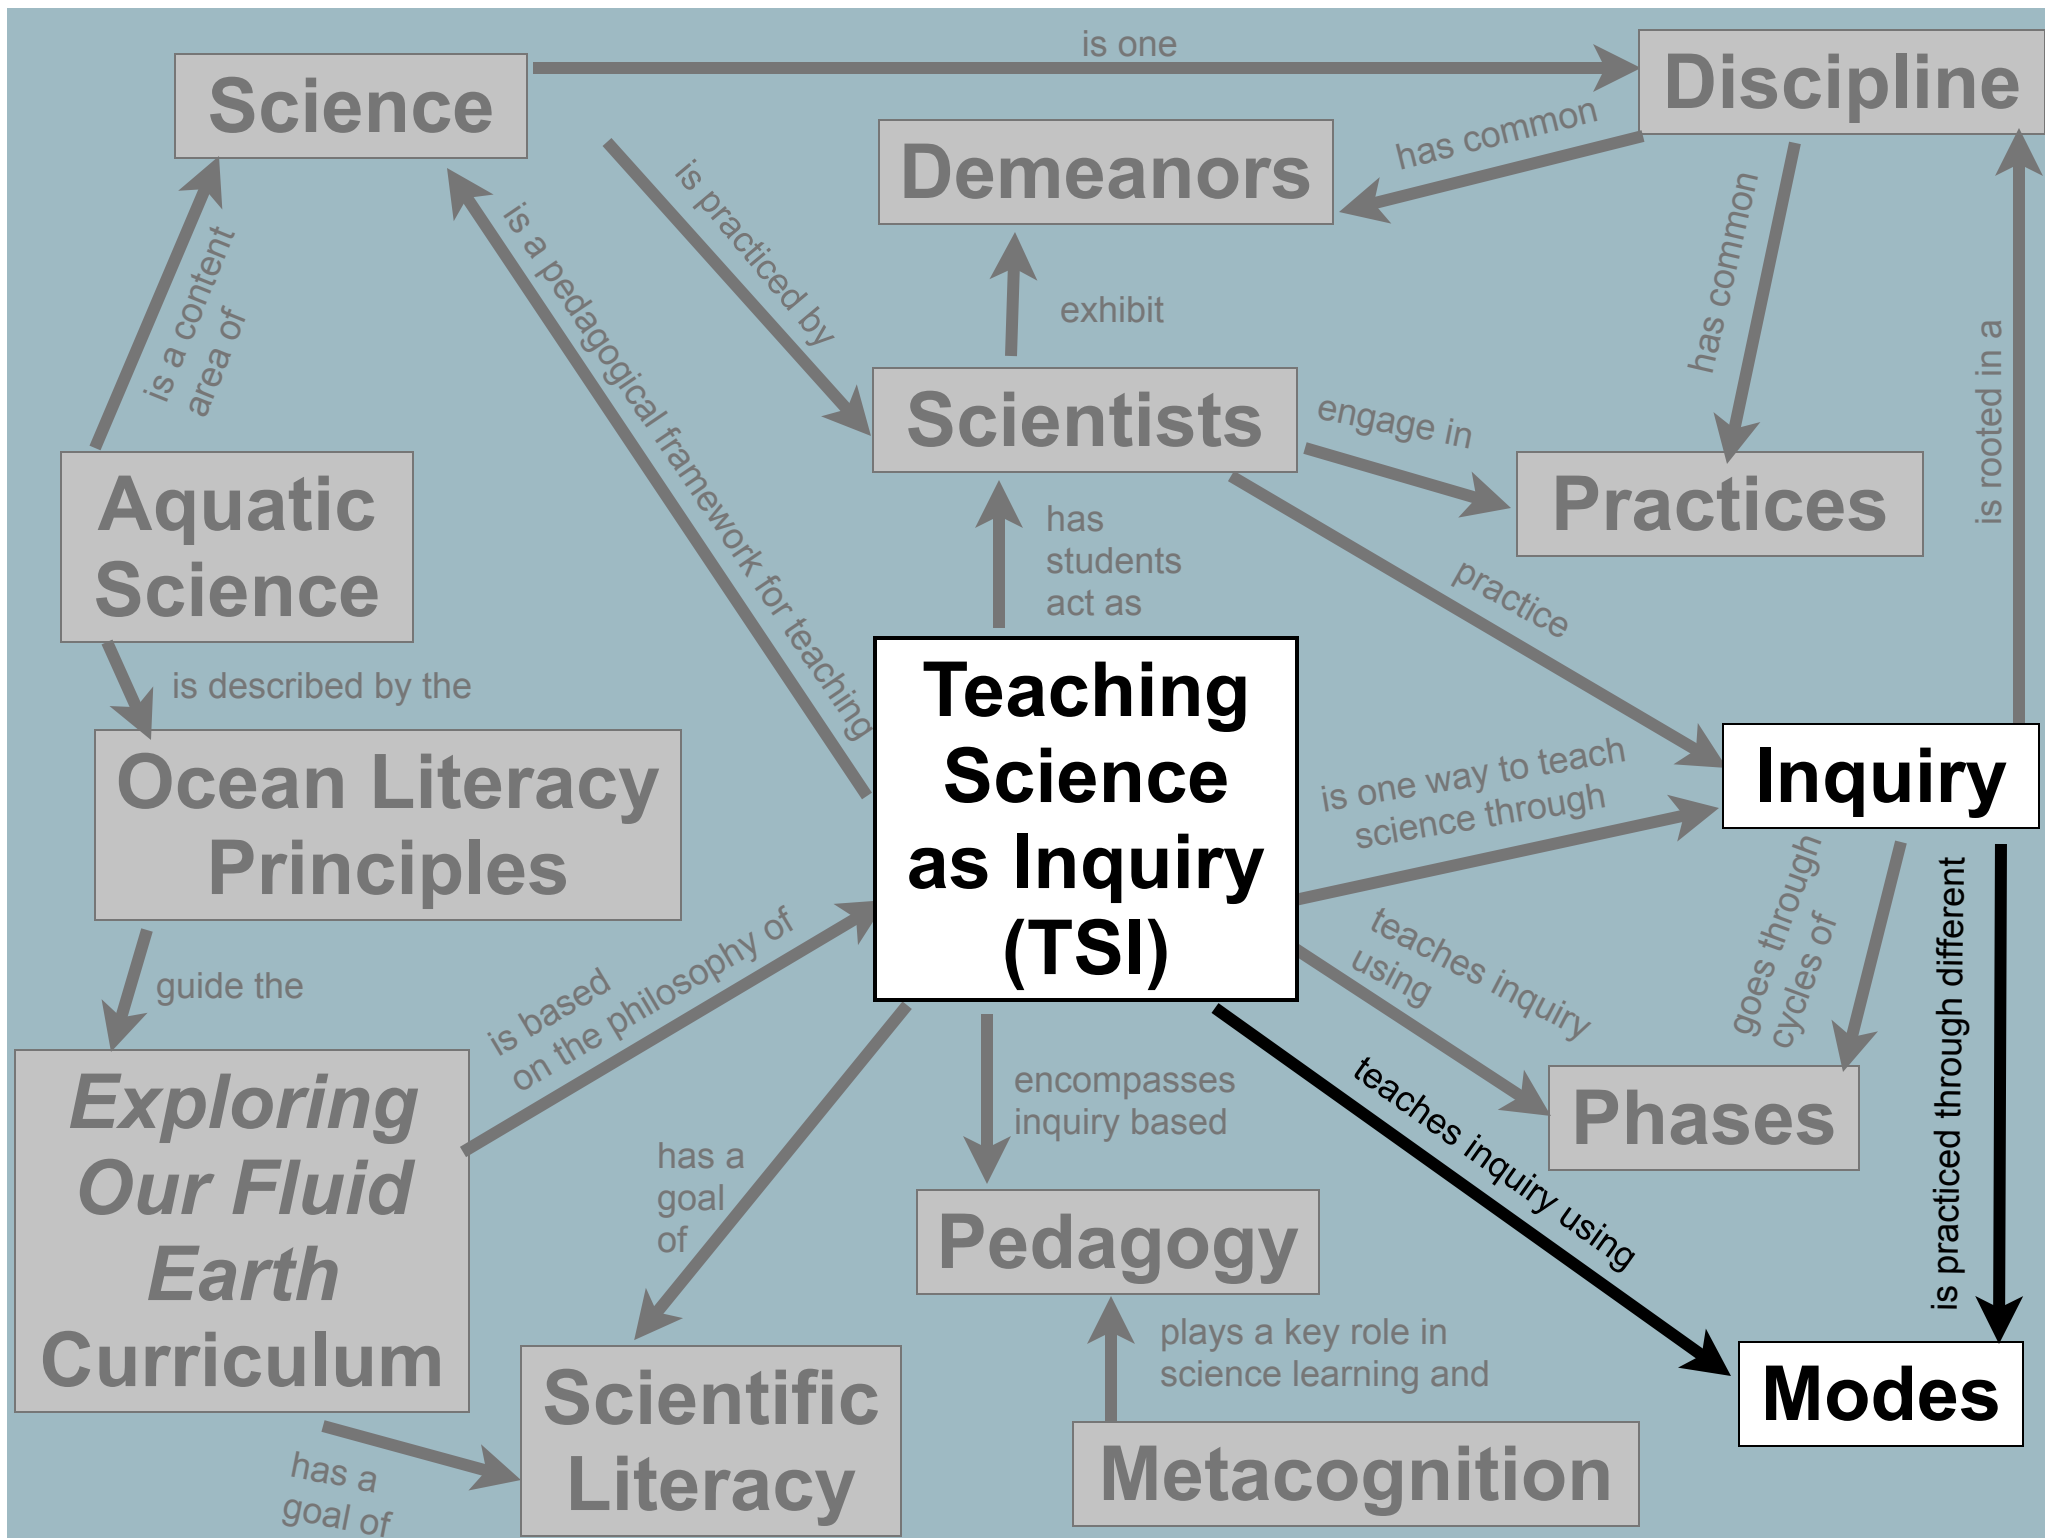 is one
Science
Discipline
has common
Demeanors
is practiced by
has common
is a content
area of
is a pedagogical framework for teaching
exhibit
is rooted in a
Scientists
engage in
Aquatic
Science
Practices
has
students
act as
practice
is described by the
Teaching
Science
as Inquiry
(TSI)
Ocean Literacy
Principles
is one way to teach
science through
Inquiry
guide the
is based
on the philosophy of
teaches inquiry
using
goes through
cycles of
is practiced through different
Exploring
Our Fluid
Earth
Curriculum
encompasses
inquiry based
teaches inquiry using
Phases
has a
goal
of
Pedagogy
plays a key role in
science learning and
Modes
Scientific
Literacy
has a
goal of
Metacognition